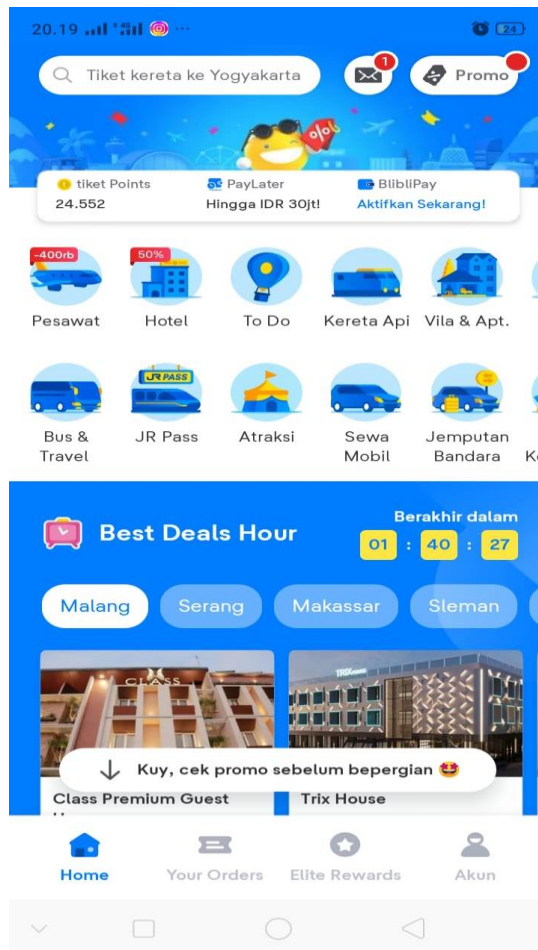 20.19
4G
24
Tiket kereta ke Yogyakarta
1
Promo
%
tiket Points
PayLater
BlibliPay
24.552
Hingga IDR 30jt!
Aktifkan Sekarang!
-400rb
50%
Pesawat
Hotel
To Do
Kereta Api
Vila & Apt.
JR PASS
Bus &
Travel
JR Pass
Atraksi
Sewa
Mobil
Jemputan
Bandara
Best Deals Hour
Berakhir dalam
01 : 40 : 27
Malang
Serang
Makassar
Sleman
CLASS
Kuy, cek promo sebelum bepergian 🤩
Class Premium Guest
Trix House
Home
Your Orders
Elite Rewards
Akun